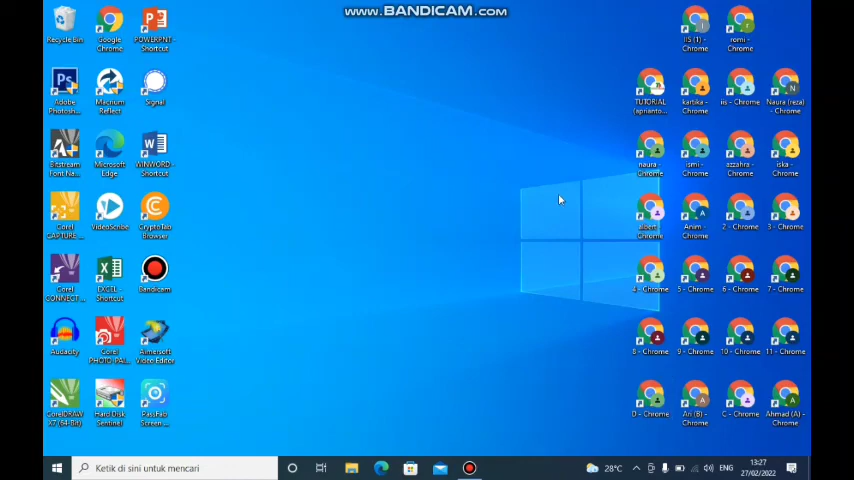 www.BANDICAM.com
Recycle Bin
Google
Chrome
POWERPNT -
Shortcut
IIS (1) -
Chrome
romi -
Chrome
Adobe
Photosh...
Macrium
Reflect
Signal
TUTORIAL
(aprianto...
kartika -
Chrome
iis - Chrome
Naura (reza)
- Chrome
Bitstream
Font Na...
Microsoft
Edge
WINWORD -
Shortcut
naura -
Chrome
ismi -
Chrome
azzahra -
Chrome
iska -
Chrome
Corel
CAPTURE ...
VideoScribe
CryptoTab
Browser
albert -
Chrome
Anim -
Chrome
2 - Chrome
3 - Chrome
Corel
CONNECT...
EXCEL -
Shortcut
Bandicam
4 - Chrome
5 - Chrome
6 - Chrome
7 - Chrome
Audacity
Corel
PHOTO-PAI...
Aimersoft
Video Editor
8 - Chrome
9 - Chrome
10 - Chrome
11 - Chrome
CorelDRAW
X7 (64-Bit)
Hard Disk
Sentinel
PassFab
Screen ...
D - Chrome
Ari (B) -
Chrome
C - Chrome
Ahmad (A) -
Chrome
Ketik di sini untuk mencari
28°C
ENG
13:27
27/02/2022